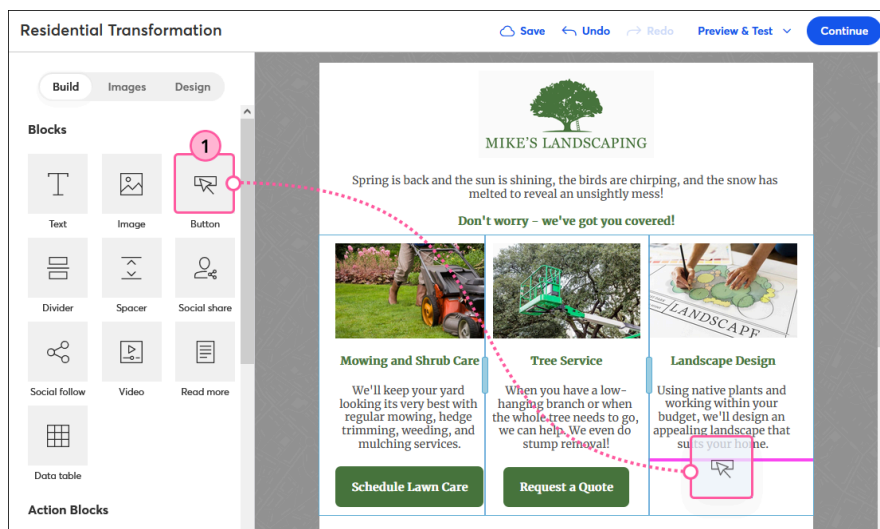 Residential Transformation
Save
Undo
Redo
Preview & Test
Continue
Build
Images
Design
Blocks
1
Text
Image
Button
Divider
Spacer
Social share
Social follow
Video
Read more
Data table
Action Blocks
MIKE'S LANDSCAPING
Spring is back and the sun is shining, the birds are chirping, and the snow has
melted to reveal an unsightly mess!
Don't worry – we've got you covered!
LANDSCAPE
Mowing and Shrub Care
We'll keep your yard
looking its very best with
regular mowing, hedge
trimming, weeding, and
mulching services.
Schedule Lawn Care
Tree Service
When you have a low-
hanging branch or when
the whole tree needs to go,
we can help. We even do
stump removal!
Request a Quote
Landscape Design
Using native plants and
working within your
budget, we'll design an
appealing landscape that
suits your home.